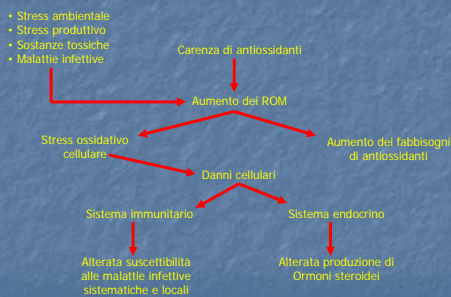 • Stress ambientale
• Stress produttivo
• Sostanze tossiche
• Malattie infettive
Carenza di antiossidanti
Aumento dei ROM
Stress ossidativo
cellulare
Aumento dei fabbisogni
di antiossidanti
Danni cellulari
Sistema immunitario
Sistema endocrino
Alterata suscettibilità
alle malattie infettive
sistematiche e locali
Alterata produzione di
Ormoni steroidei